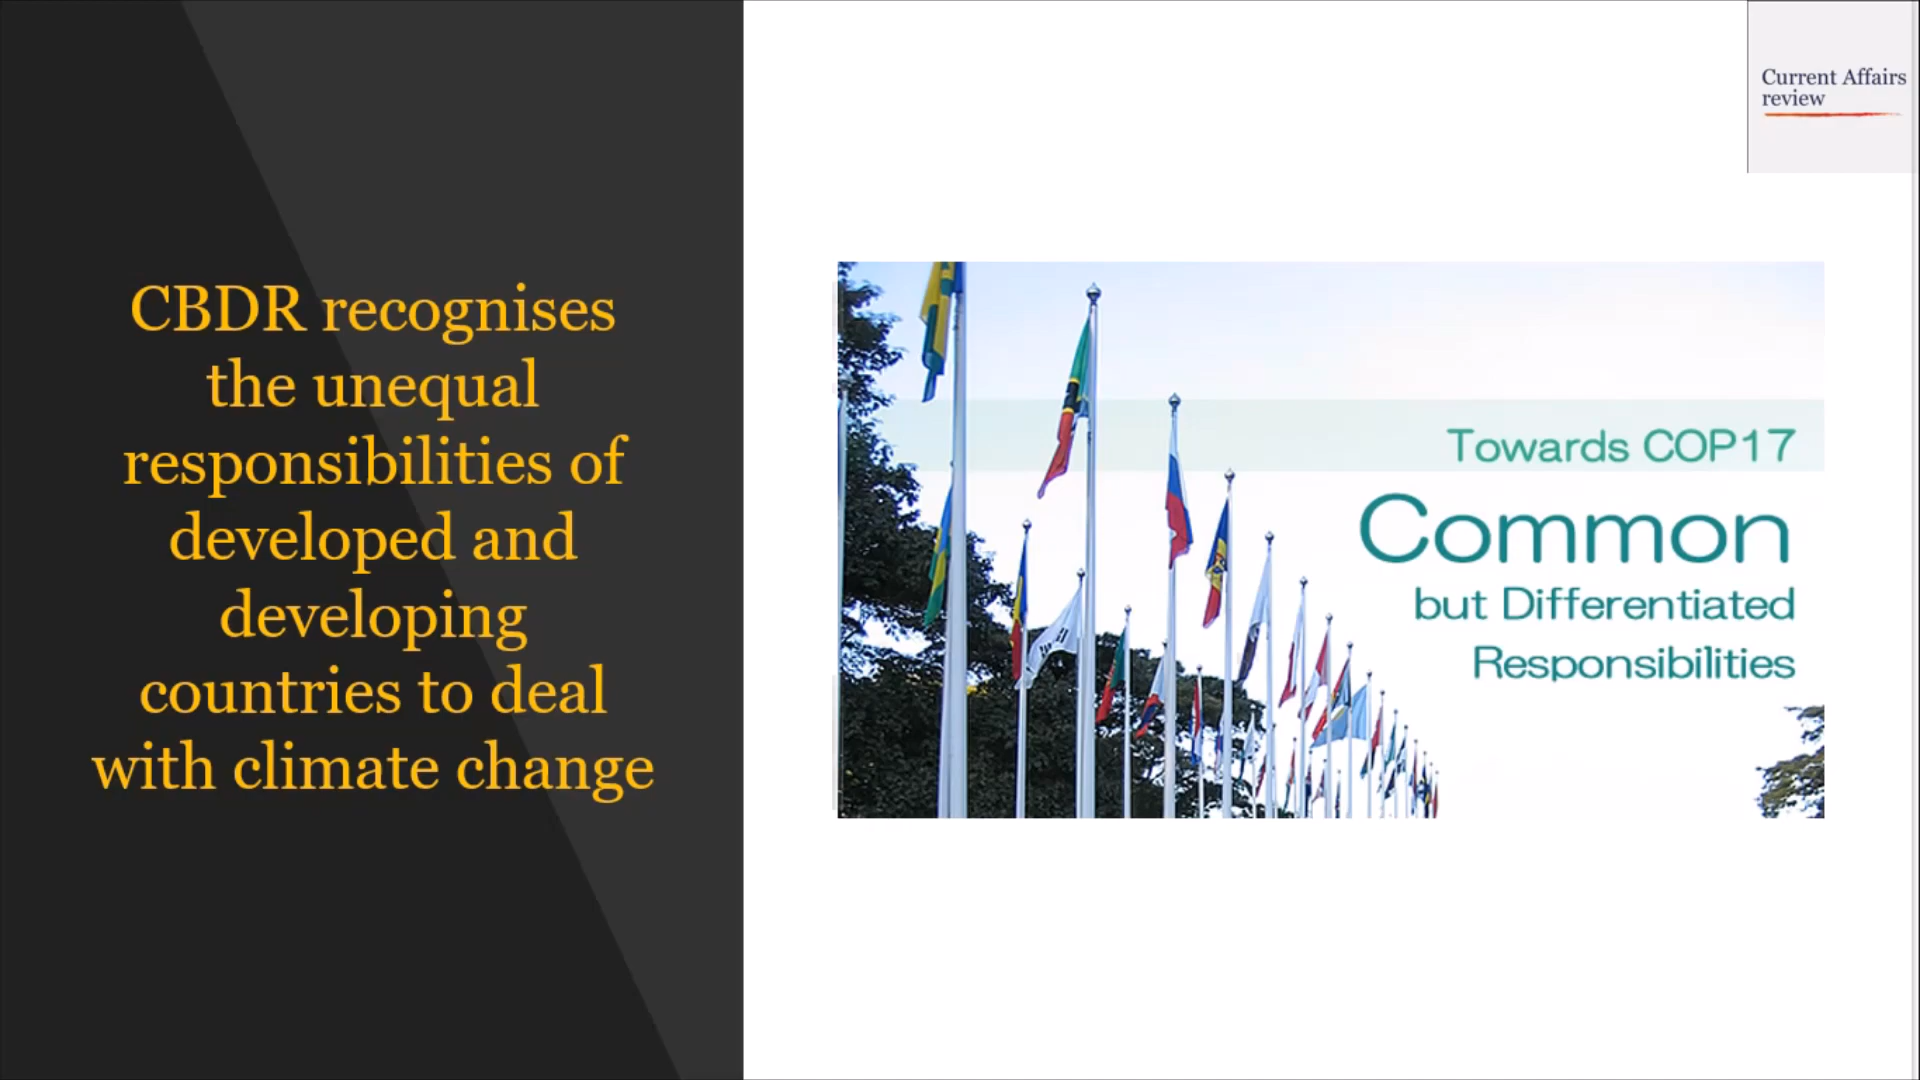 CBDR recognises
the unequal
responsibilities of
developed and
developing
countries to deal
with climate change
Current Affairs
review
Towards COP17
Common
but Differentiated
Responsibilities